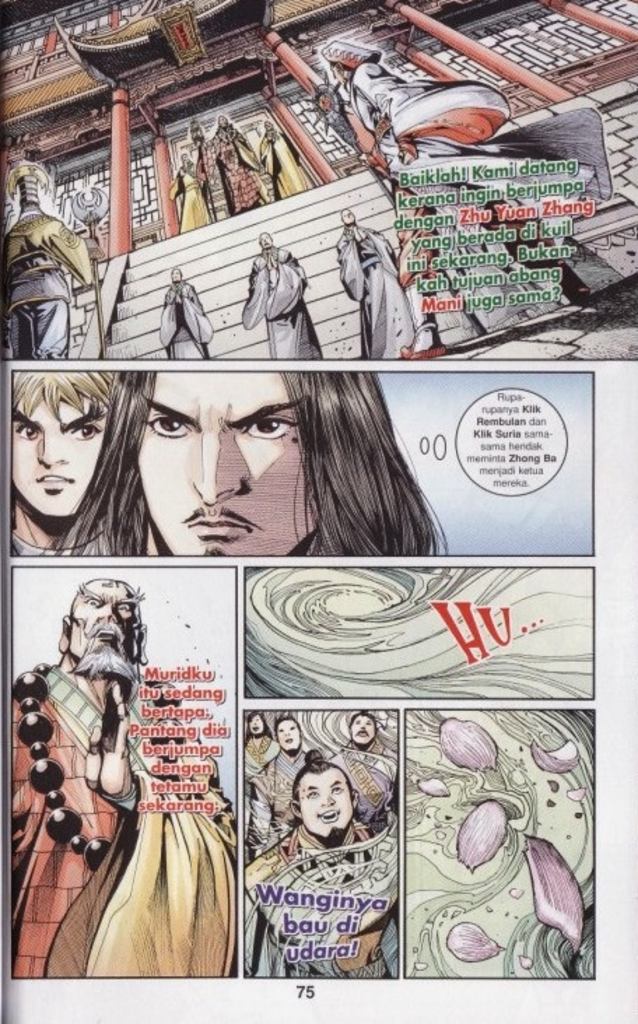 Baiklah! Kami datang
kerana ingin berjumpa
dengan Zhu Yuan Zhang
yang berada di kuil
ini sekarang. Bukan-
kah tujuan abang
Mani juga sama?
Rupa-
rupanya Klik
Rembulan dan
Klik Suria sama-
sama hendak
meminta Zhong Ba
menjadi ketua
mereka.
Muridku
itu sedang
bertapa.
Pantang dia
berjumpa
dengan
tetamu
sekarang.
HU...
Wanginya
bau di
udara!
75